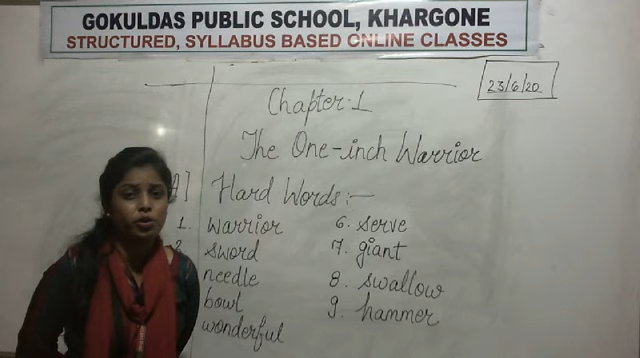 GOKULDAS PUBLIC SCHOOL, KHARGONE
STRUCTURED, SYLLABUS BASED ONLINE CLASSES
23/6/20
Chapter-1
The One-inch Warrior
A] Hard Words:-
1. warrior
2. sword
needle
bowl
wonderful
6. serve
7. giant
8. swallow
9. hammer